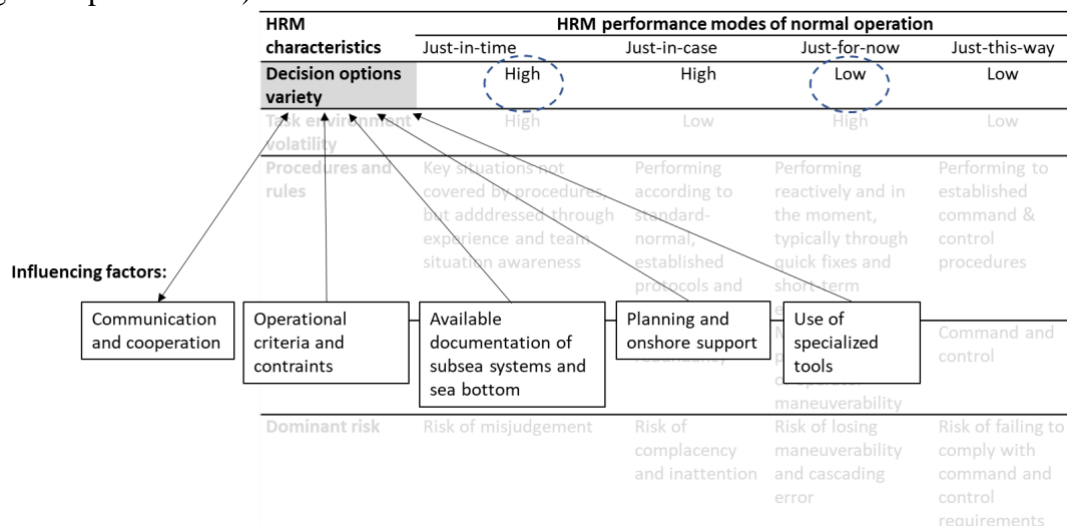 HRM
characteristics
HRM performance modes of normal operation
Just-in-time
Just-in-case
Just-for-now
Just-this-way
Decision options
variety
High
High
Low
Low
Task environment
volatility
High
Low
High
Low
Procedures and
rules
Key situations not
covered by procedures,
but adddressed through
experience and team
situation awareness
Performing
according to
standard-
normal,
established
protocols and
Performing
reactively and in
the moment,
typically through
quick fixes and
short-term
Performing to
established
command &
control
procedures
Influencing factors:
Communication
and cooperation
Operational
criteria and
contraints
Available
documentation of
subsea systems and
sea bottom
Planning and
onshore support
Use of
specialized
tools
maneuverability
Command and
control
Dominant risk
Risk of misjudgement
Risk of
complacency
and inattention
Risk of losing
maneuverability
and cascading
error
Risk of failing to
comply with
command and
control
requirements